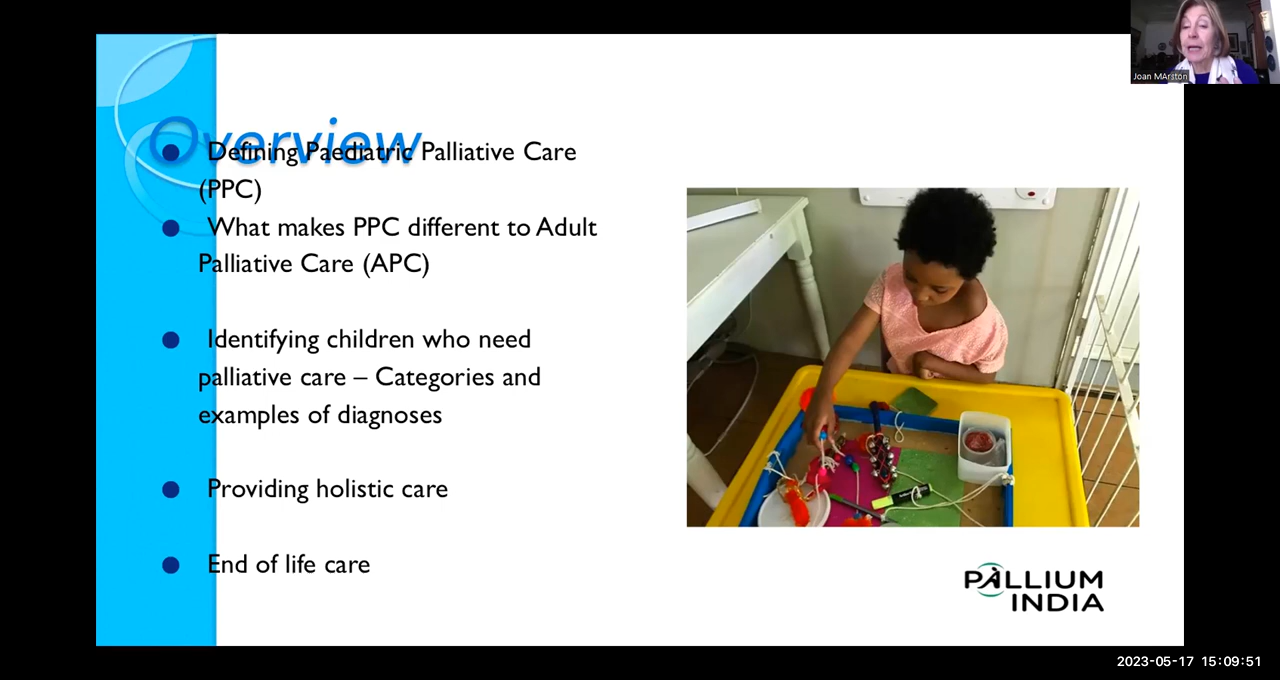 Joan MArston
Overview
Defining Paediatric Palliative Care
(PPC)
What makes PPC different to Adult
Palliative Care (APC)
Identifying children who need
palliative care – Categories and
examples of diagnoses
Providing holistic care
End of life care
PALLIUM
INDIA
2023-05-17 15:09:51